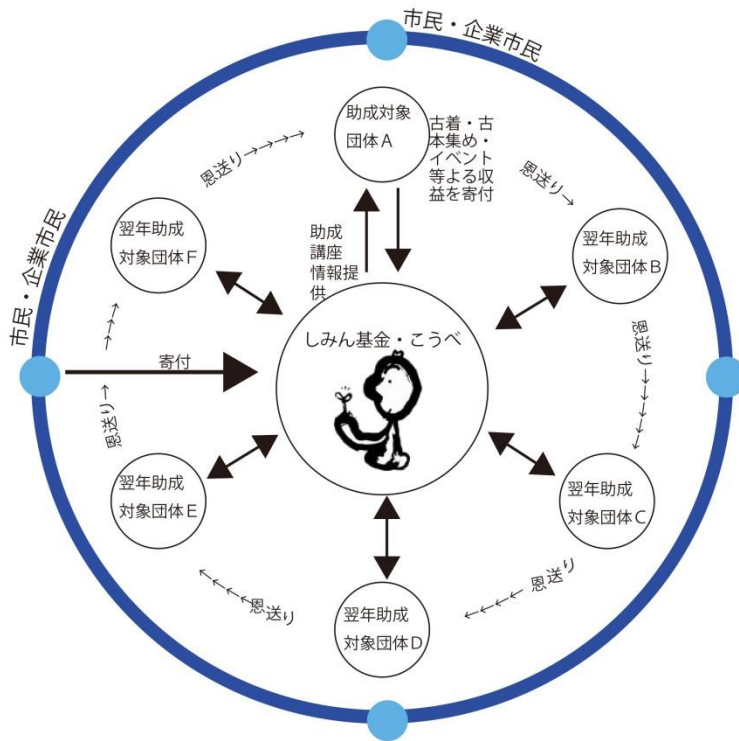 市民・企業市民
助成対象
団体A
古着・古
本集め・
イベント
等よる収
益を寄付
恩送り→→→→
恩送り→
翌年助成
対象団体F
助成
講座
情報提
供
翌年助成
対象団体B
市民・企業市民
→→→
しみん基金・こうべ
寄付
恩送り→→→→→→
恩送り→
翌年助成
対象団体E
翌年助成
対象団体C
←←←←←恩送り
翌年助成
対象団体D
←←←← 恩送り